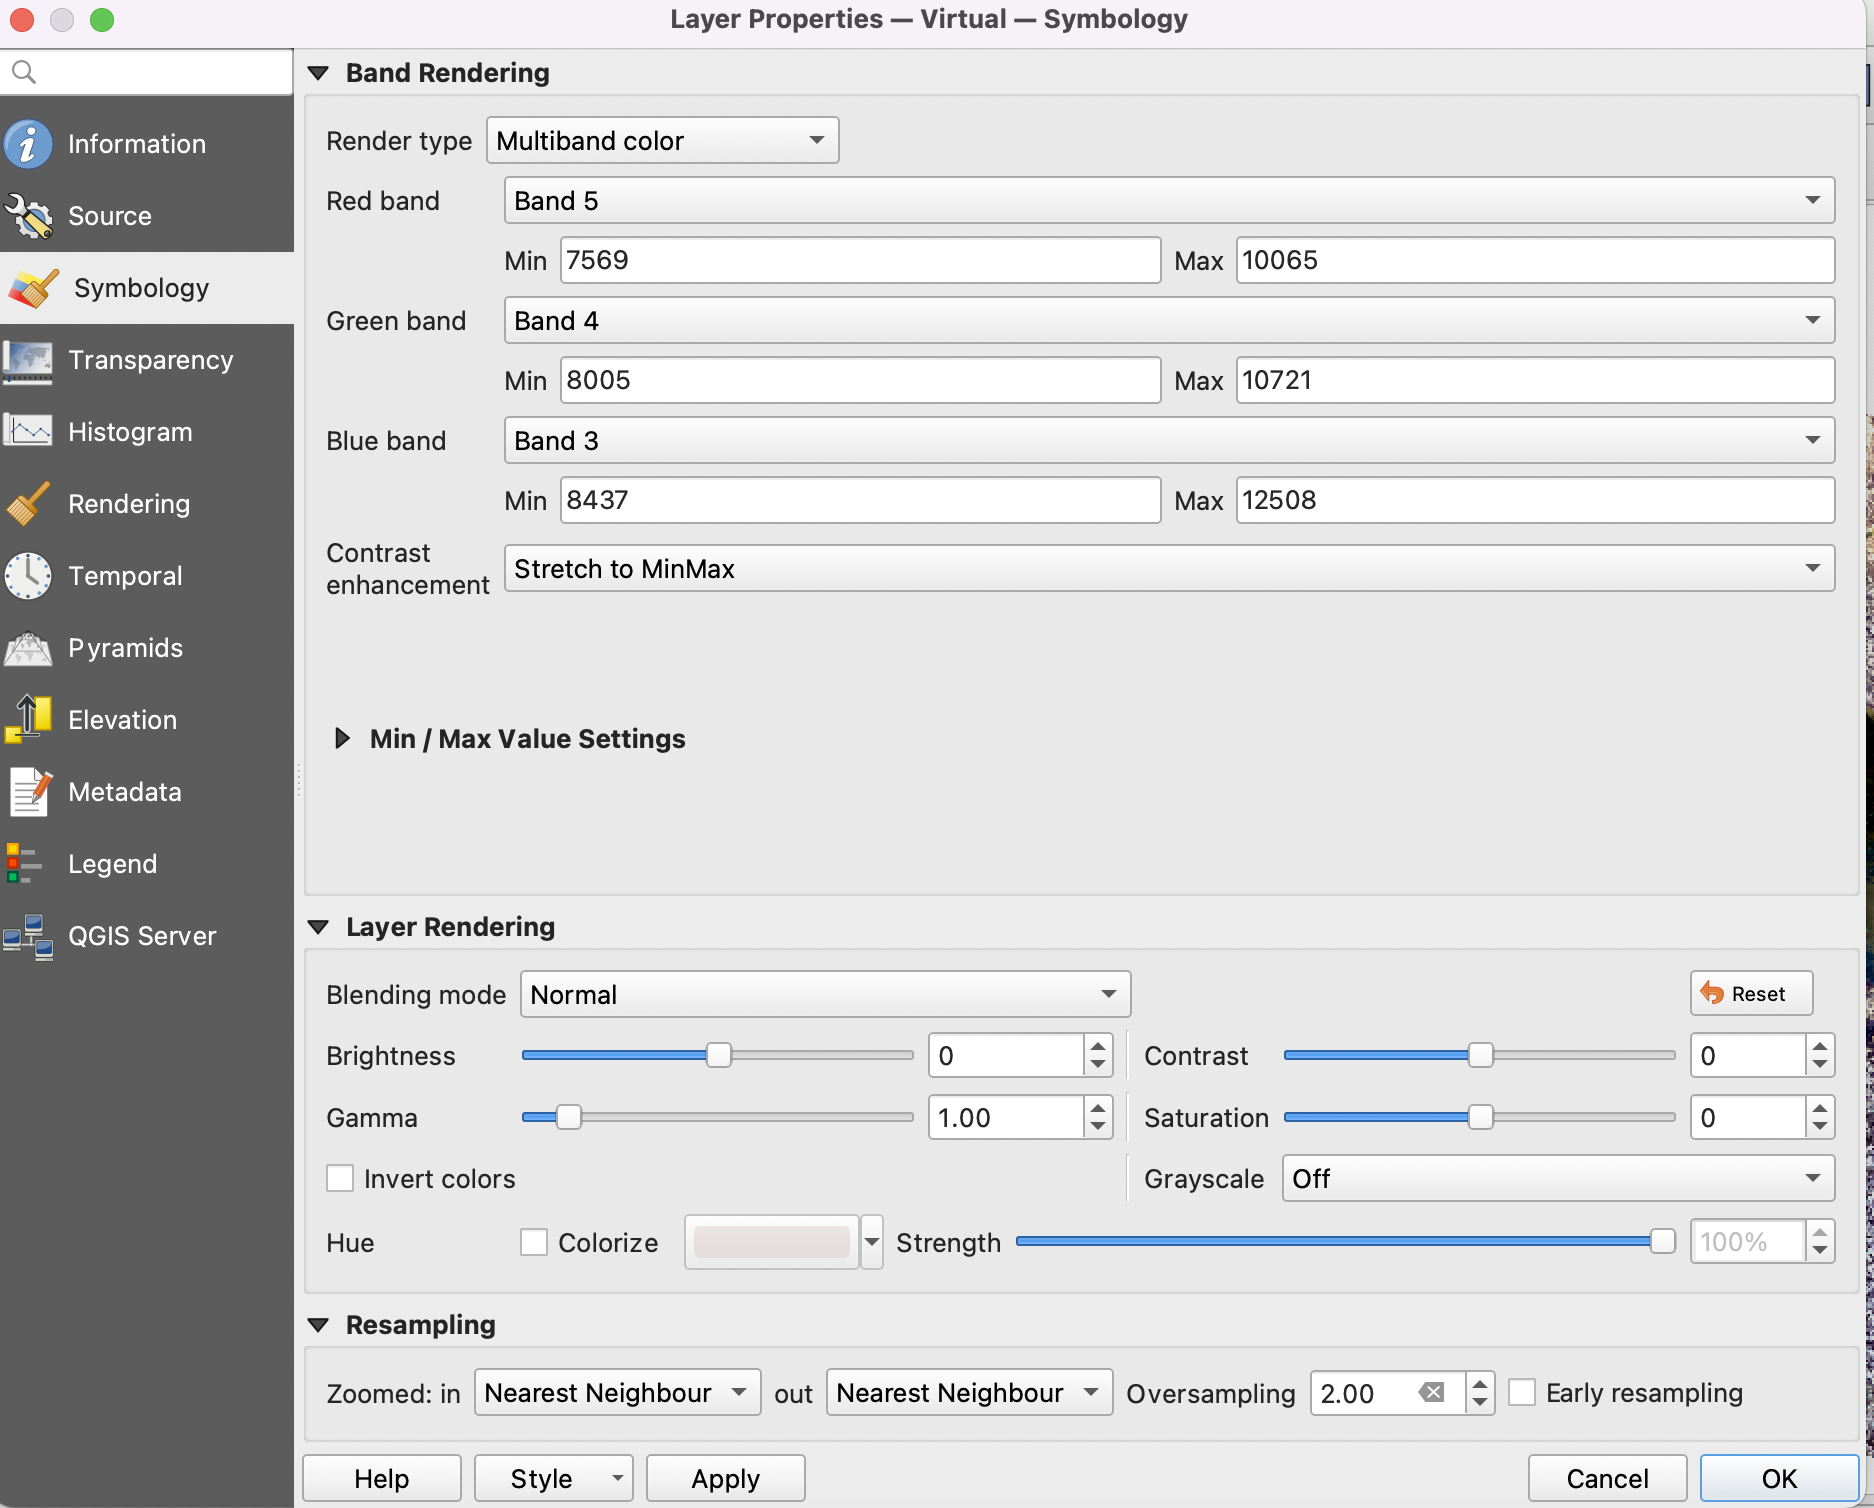 Layer Properties — Virtual — Symbology
Information
Source
Symbology
Transparency
Histogram
Rendering
Temporal
Pyramids
Elevation
Metadata
Legend
QGIS Server
Band Rendering
Render type Multiband color
Red band Band 5
Min 7569 Max 10065
Green band Band 4
Min 8005 Max 10721
Blue band Band 3
Min 8437 Max 12508
Contrast
enhancement Stretch to MinMax
Min / Max Value Settings
Layer Rendering
Blending mode Normal Reset
Brightness 0 Contrast 0
Gamma 1.00 Saturation 0
Invert colors Grayscale Off
Hue Colorize Strength 100%
Resampling
Zoomed: in Nearest Neighbour out Nearest Neighbour Oversampling 2.00 Early resampling
Help Style Apply Cancel OK